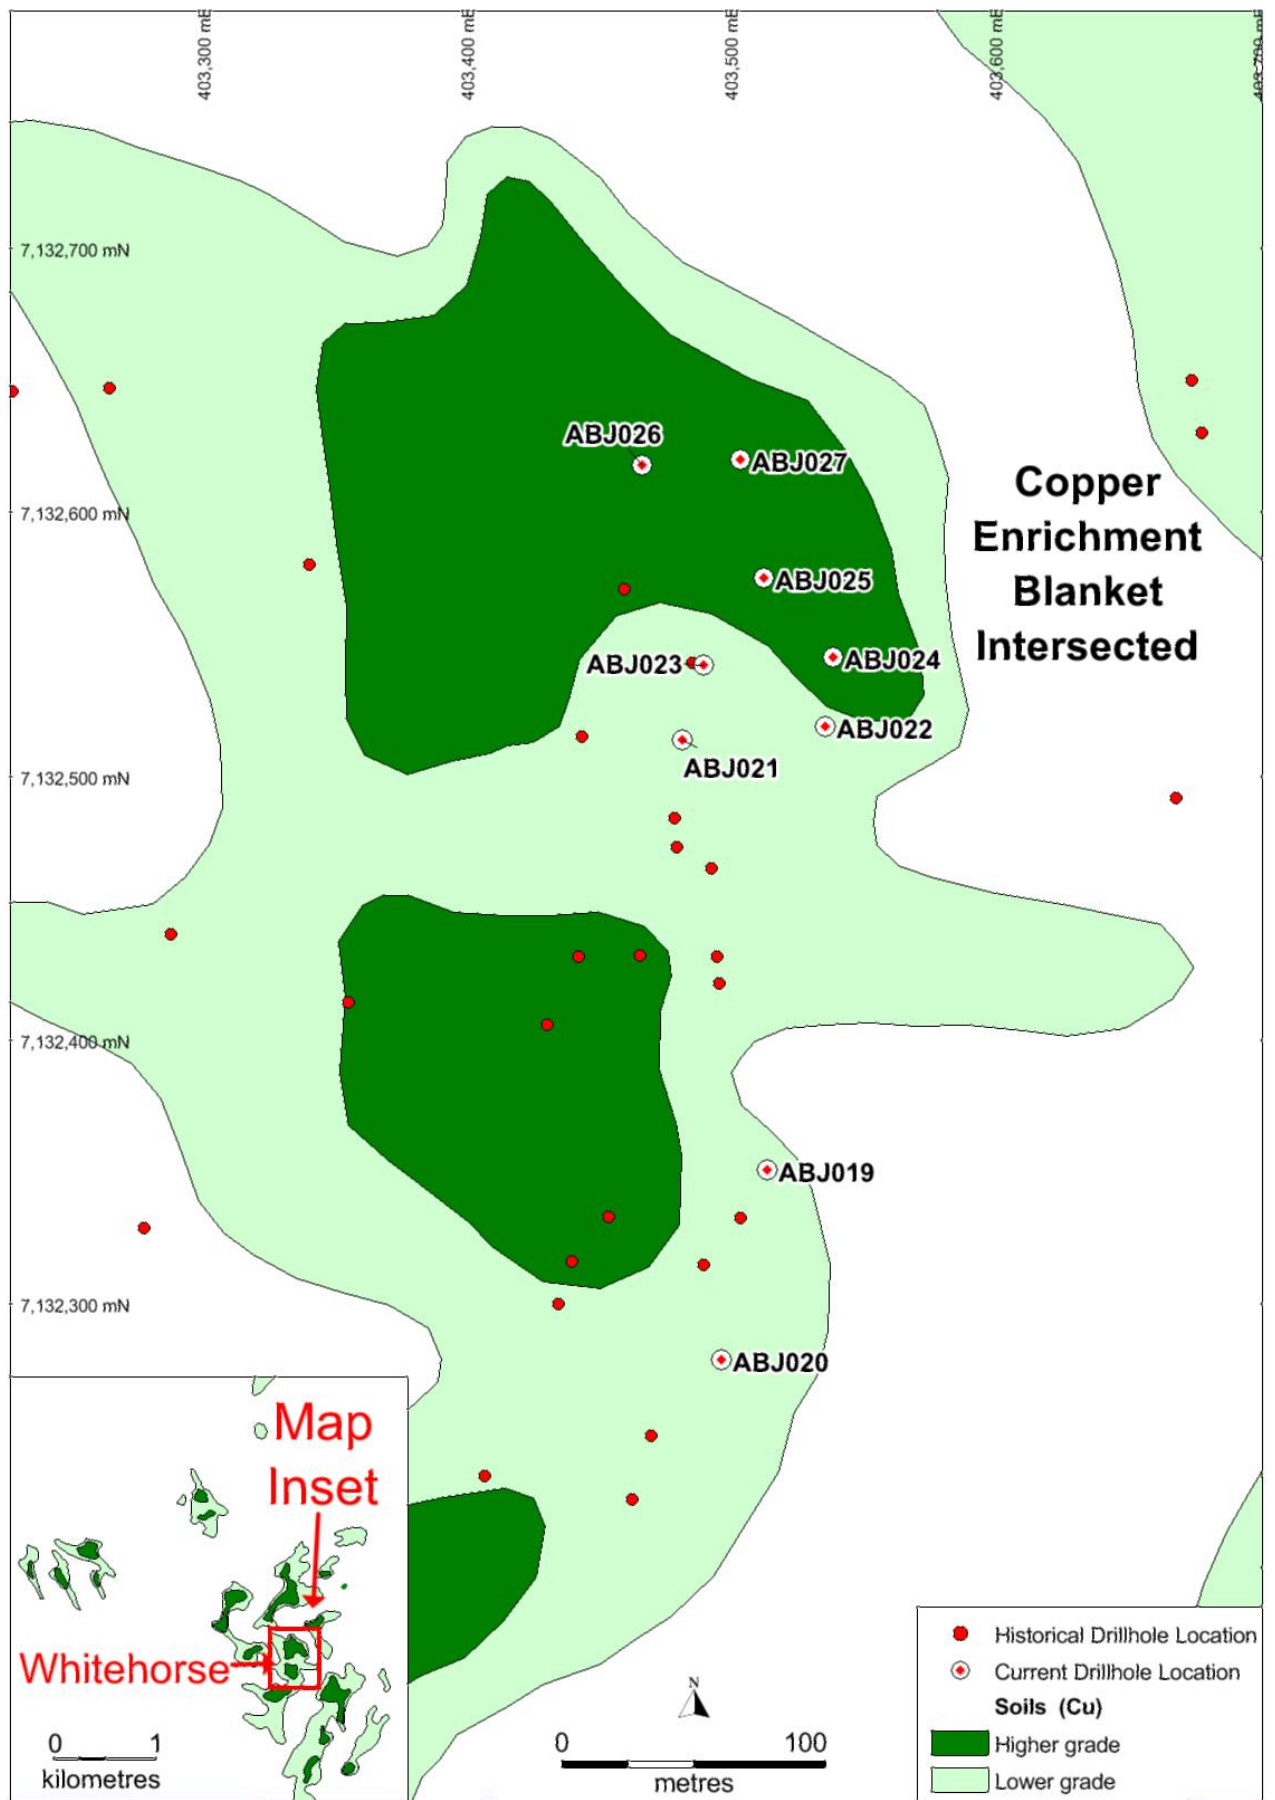 403,300 mE
403,400 mE
403,500 mE
403,600 mE
403,700 mE
7,132,700 mN
ABJ026
ABJ027
Copper
Enrichment
Blanket
Intersected
7,132,600 mN
ABJ025
ABJ023
ABJ024
ABJ022
ABJ021
7,132,500 mN
7,132,400 mN
ABJ019
7,132,300 mN
ABJ020
Map
Inset
Whitehorse
0 1
kilometres
N
0 100
metres
Historical Drillhole Location
Current Drillhole Location
Soils (Cu)
Higher grade
Lower grade